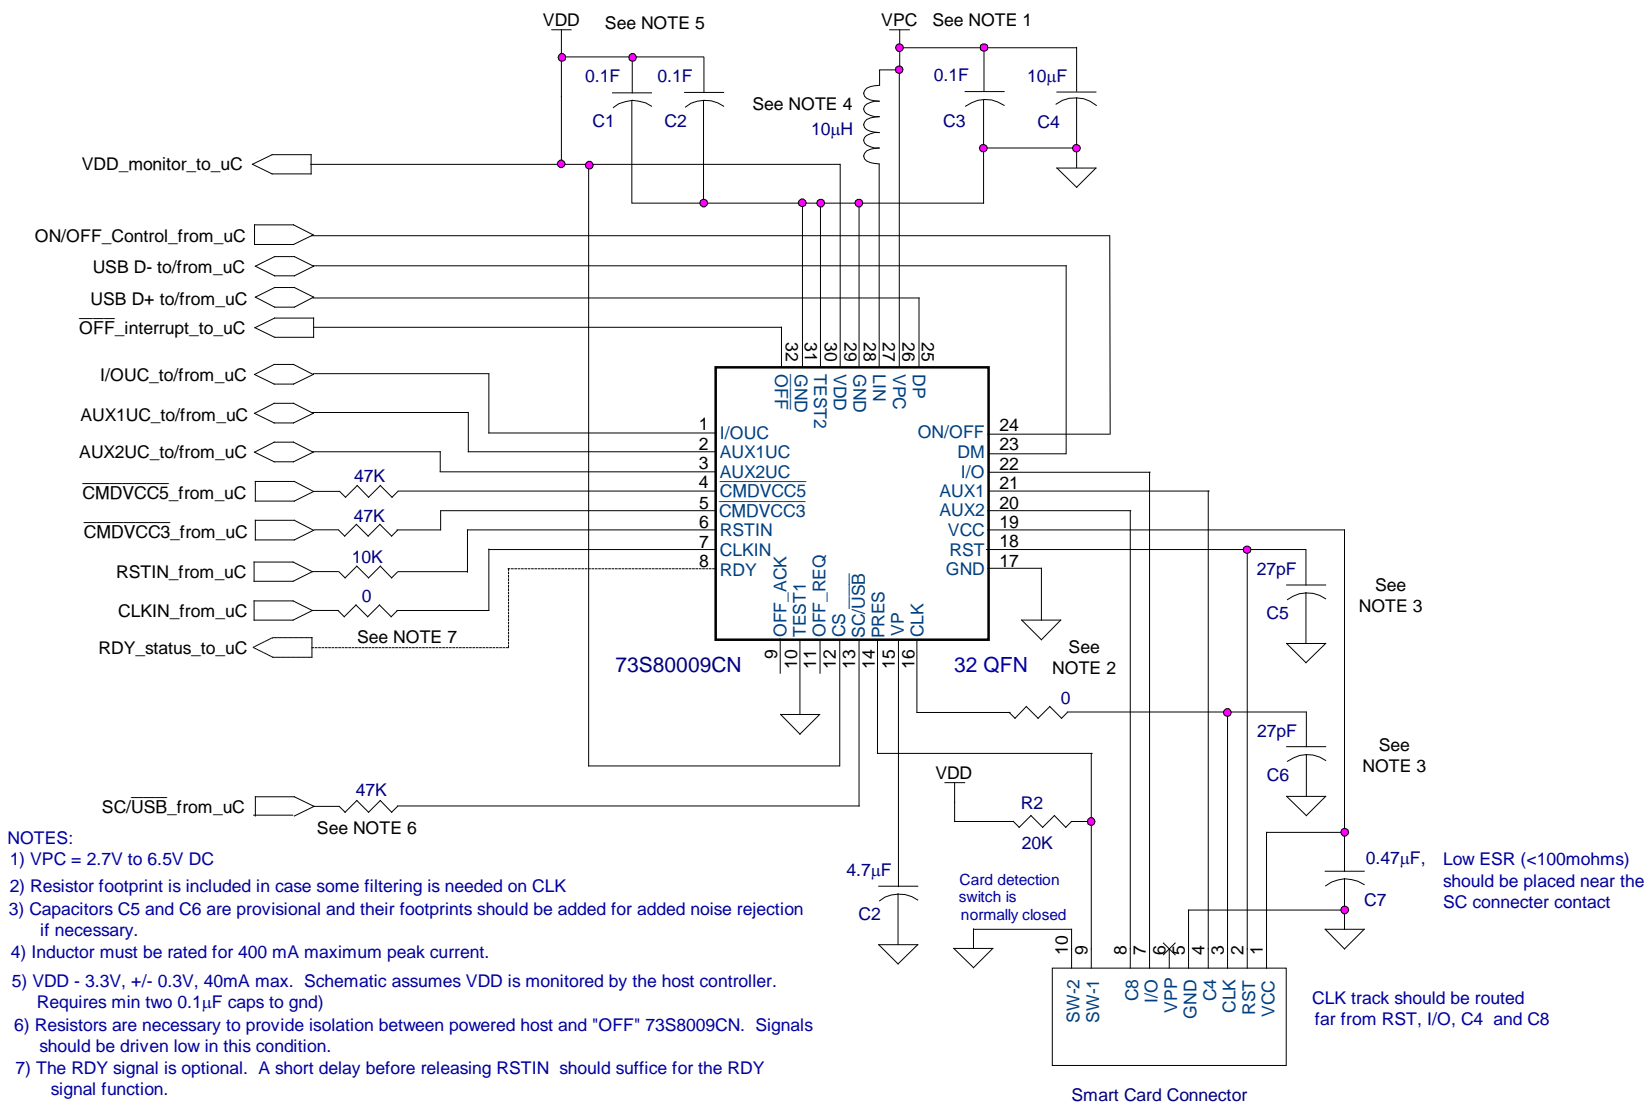 VDD
See NOTE 5
VPC
See NOTE 1
0.1F
0.1F
C1
C2
See NOTE 4
10µH
0.1F
10µF
C3
C4
VDD_monitor_to_uC
ON/OFF_Control_from_uC
USB D- to/from_uC
USB D+ to/from_uC
OFF_interrupt_to_uC
I/OUC_to/from_uC
AUX1UC_to/from_uC
AUX2UC_to/from_uC
CMDVCC5_from_uC
47K
CMDVCC3_from_uC
47K
RSTIN_from_uC
10K
CLKIN_from_uC
0
RDY_status_to_uC
See NOTE 7
SC/USB_from_uC
47K
See NOTE 6
32
31
30
29
28
27
26
25
OFF
GND
TEST2
VDD
GND
LIN
VPC
DP
1
I/OUC
2
AUX1UC
3
AUX2UC
4
CMDVCC5
5
CMDVCC3
6
RSTIN
7
CLKIN
8
RDY
ON/OFF
24
DM
23
I/O
22
AUX1
21
AUX2
20
VCC
19
RST
18
GND
17
OFF_ACK
TEST1
OFF_REQ
CS
SC/USB
PRES
VP
CLK
9
10
11
12
13
14
15
16
73S80009CN
32 QFN
See
NOTE 2
0
27pF
C5
See
NOTE 3
27pF
C6
See
NOTE 3
VDD
R2
20K
4.7µF
C2
Card detection
switch is
normally closed
0.47µF,
C7
Low ESR (<100mohms)
should be placed near the
SC connecter contact
10
9
8
7
6
5
4
3
2
1
SW-2
SW-1
C8
I/O
VPP
GND
C4
CLK
RST
VCC
CLK track should be routed
far from RST, I/O, C4 and C8
Smart Card Connector
NOTES:
1) VPC = 2.7V to 6.5V DC
2) Resistor footprint is included in case some filtering is needed on CLK
3) Capacitors C5 and C6 are provisional and their footprints should be added for added noise rejection
if necessary.
4) Inductor must be rated for 400 mA maximum peak current.
5) VDD - 3.3V, +/- 0.3V, 40mA max. Schematic assumes VDD is monitored by the host controller.
Requires min two 0.1µF caps to gnd)
6) Resistors are necessary to provide isolation between powered host and "OFF" 73S8009CN. Signals
should be driven low in this condition.
7) The RDY signal is optional. A short delay before releasing RSTIN should suffice for the RDY
signal function.